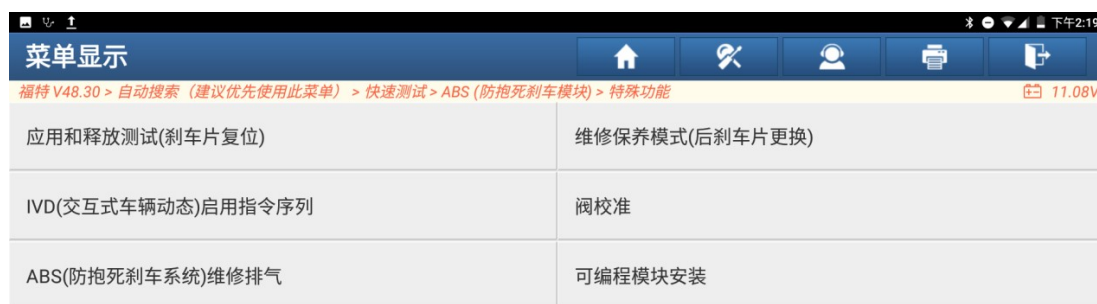 下午2:19
菜单显示
福特 V48.30 > 自动搜索（建议优先使用此菜单） > 快速测试 > ABS (防抱死刹车模块) > 特殊功能 11.08V
应用和释放测试(刹车片复位) 维修保养模式(后刹车片更换)
IVD(交互式车辆动态)启用指令序列 阀校准
ABS(防抱死刹车系统)维修排气 可编程模块安装